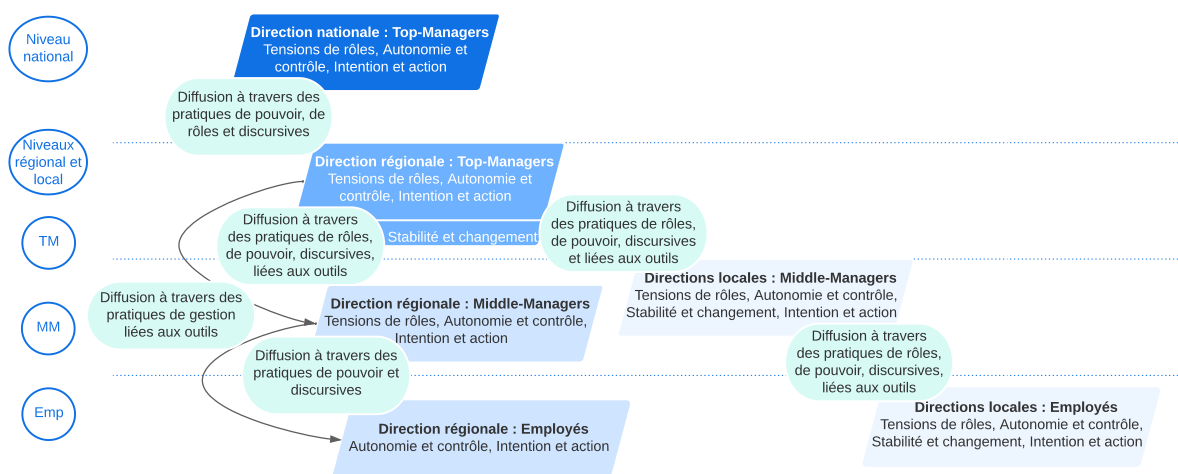 Niveau
national
Direction nationale : Top-Managers
Tensions de rôles, Autonomie et
contrôle, Intention et action
Diffusion à travers des
pratiques de pouvoir, de
rôles et discursives
Niveaux
régional et
local
Direction régionale : Top-Managers
Tensions de rôles, Autonomie et
contrôle, Intention et action
Stabilité et changement
TM
Diffusion à travers
des pratiques de rôles,
de pouvoir, discursives,
liées aux outils
Diffusion à travers
des pratiques de rôles,
de pouvoir, discursives
et liées aux outils
Directions locales : Middle-Managers
Tensions de rôles, Autonomie et contrôle,
Stabilité et changement, Intention et action
MM
Diffusion à travers des
pratiques de gestion
liées aux outils
Direction régionale : Middle-Managers
Tensions de rôles, Autonomie et contrôle,
Intention et action
Diffusion à travers des
pratiques de pouvoir et
discursives
Diffusion à travers
des pratiques de rôles,
de pouvoir, discursives,
liées aux outils
Emp
Direction régionale : Employés
Autonomie et contrôle, Intention et action
Directions locales : Employés
Tensions de rôles, Autonomie et contrôle,
Stabilité et changement, Intention et action